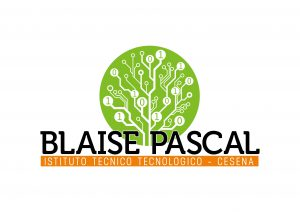 BLAISE PASCAL
ISTITUTO TECNICO TECNOLOGICO - CESENA